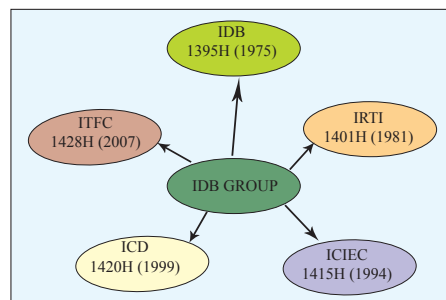 IDB
1395H (1975)
ITFC
1428H (2007)
IRTI
1401H (1981)
IDB GROUP
ICD
1420H (1999)
ICIEC
1415H (1994)